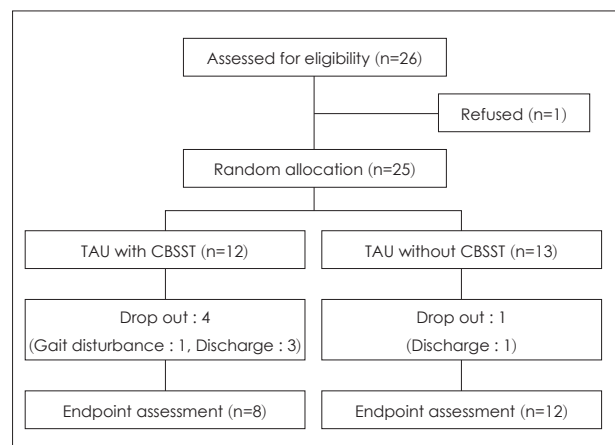 Assessed for eligibility (n=26)
Refused (n=1)
Random allocation (n=25)
TAU with CBSST (n=12)
TAU without CBSST (n=13)
Drop out : 4
(Gait disturbance : 1, Discharge : 3)
Drop out : 1
(Discharge : 1)
Endpoint assessment (n=8)
Endpoint assessment (n=12)